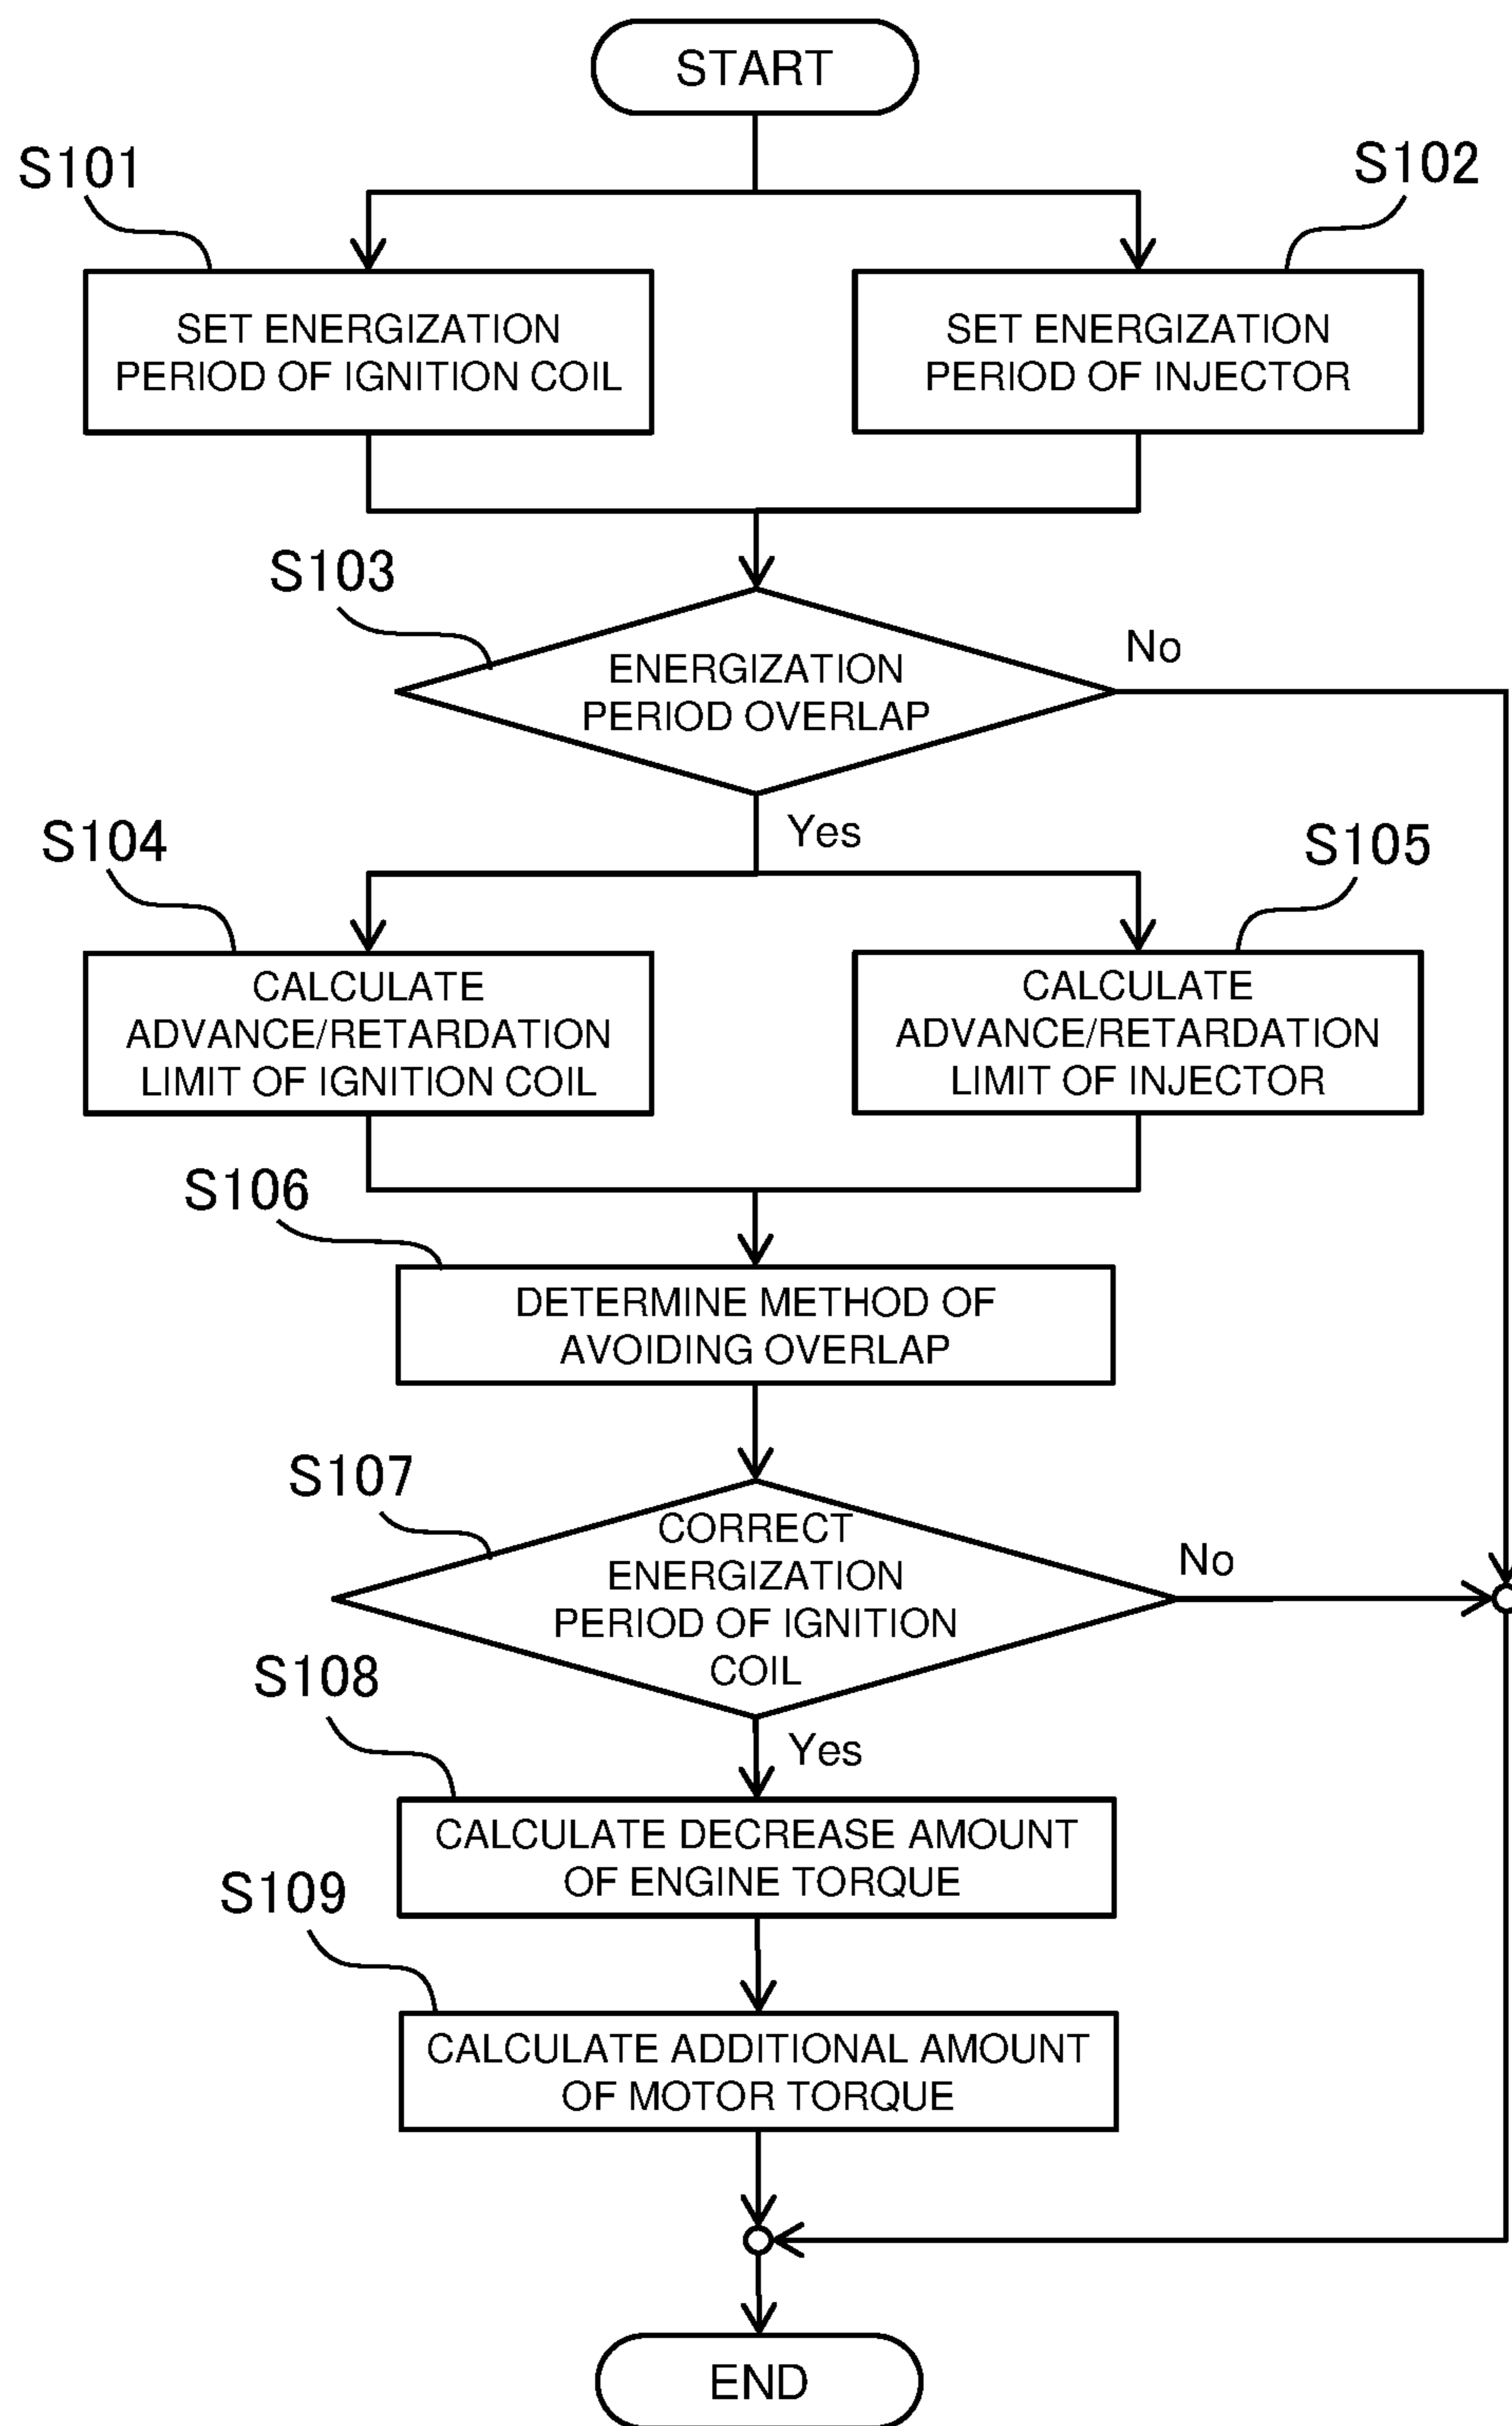 START
S101
S102
SET ENERGIZATION
PERIOD OF IGNITION COIL
SET ENERGIZATION
PERIOD OF INJECTOR
S103
ENERGIZATION
PERIOD OVERLAP
No
Yes
S104
S105
CALCULATE
ADVANCE/RETARDATION
LIMIT OF IGNITION COIL
CALCULATE
ADVANCE/RETARDATION
LIMIT OF INJECTOR
S106
DETERMINE METHOD OF
AVOIDING OVERLAP
S107
CORRECT
ENERGIZATION
PERIOD OF IGNITION
COIL
No
Yes
S108
CALCULATE DECREASE AMOUNT
OF ENGINE TORQUE
S109
CALCULATE ADDITIONAL AMOUNT
OF MOTOR TORQUE
END